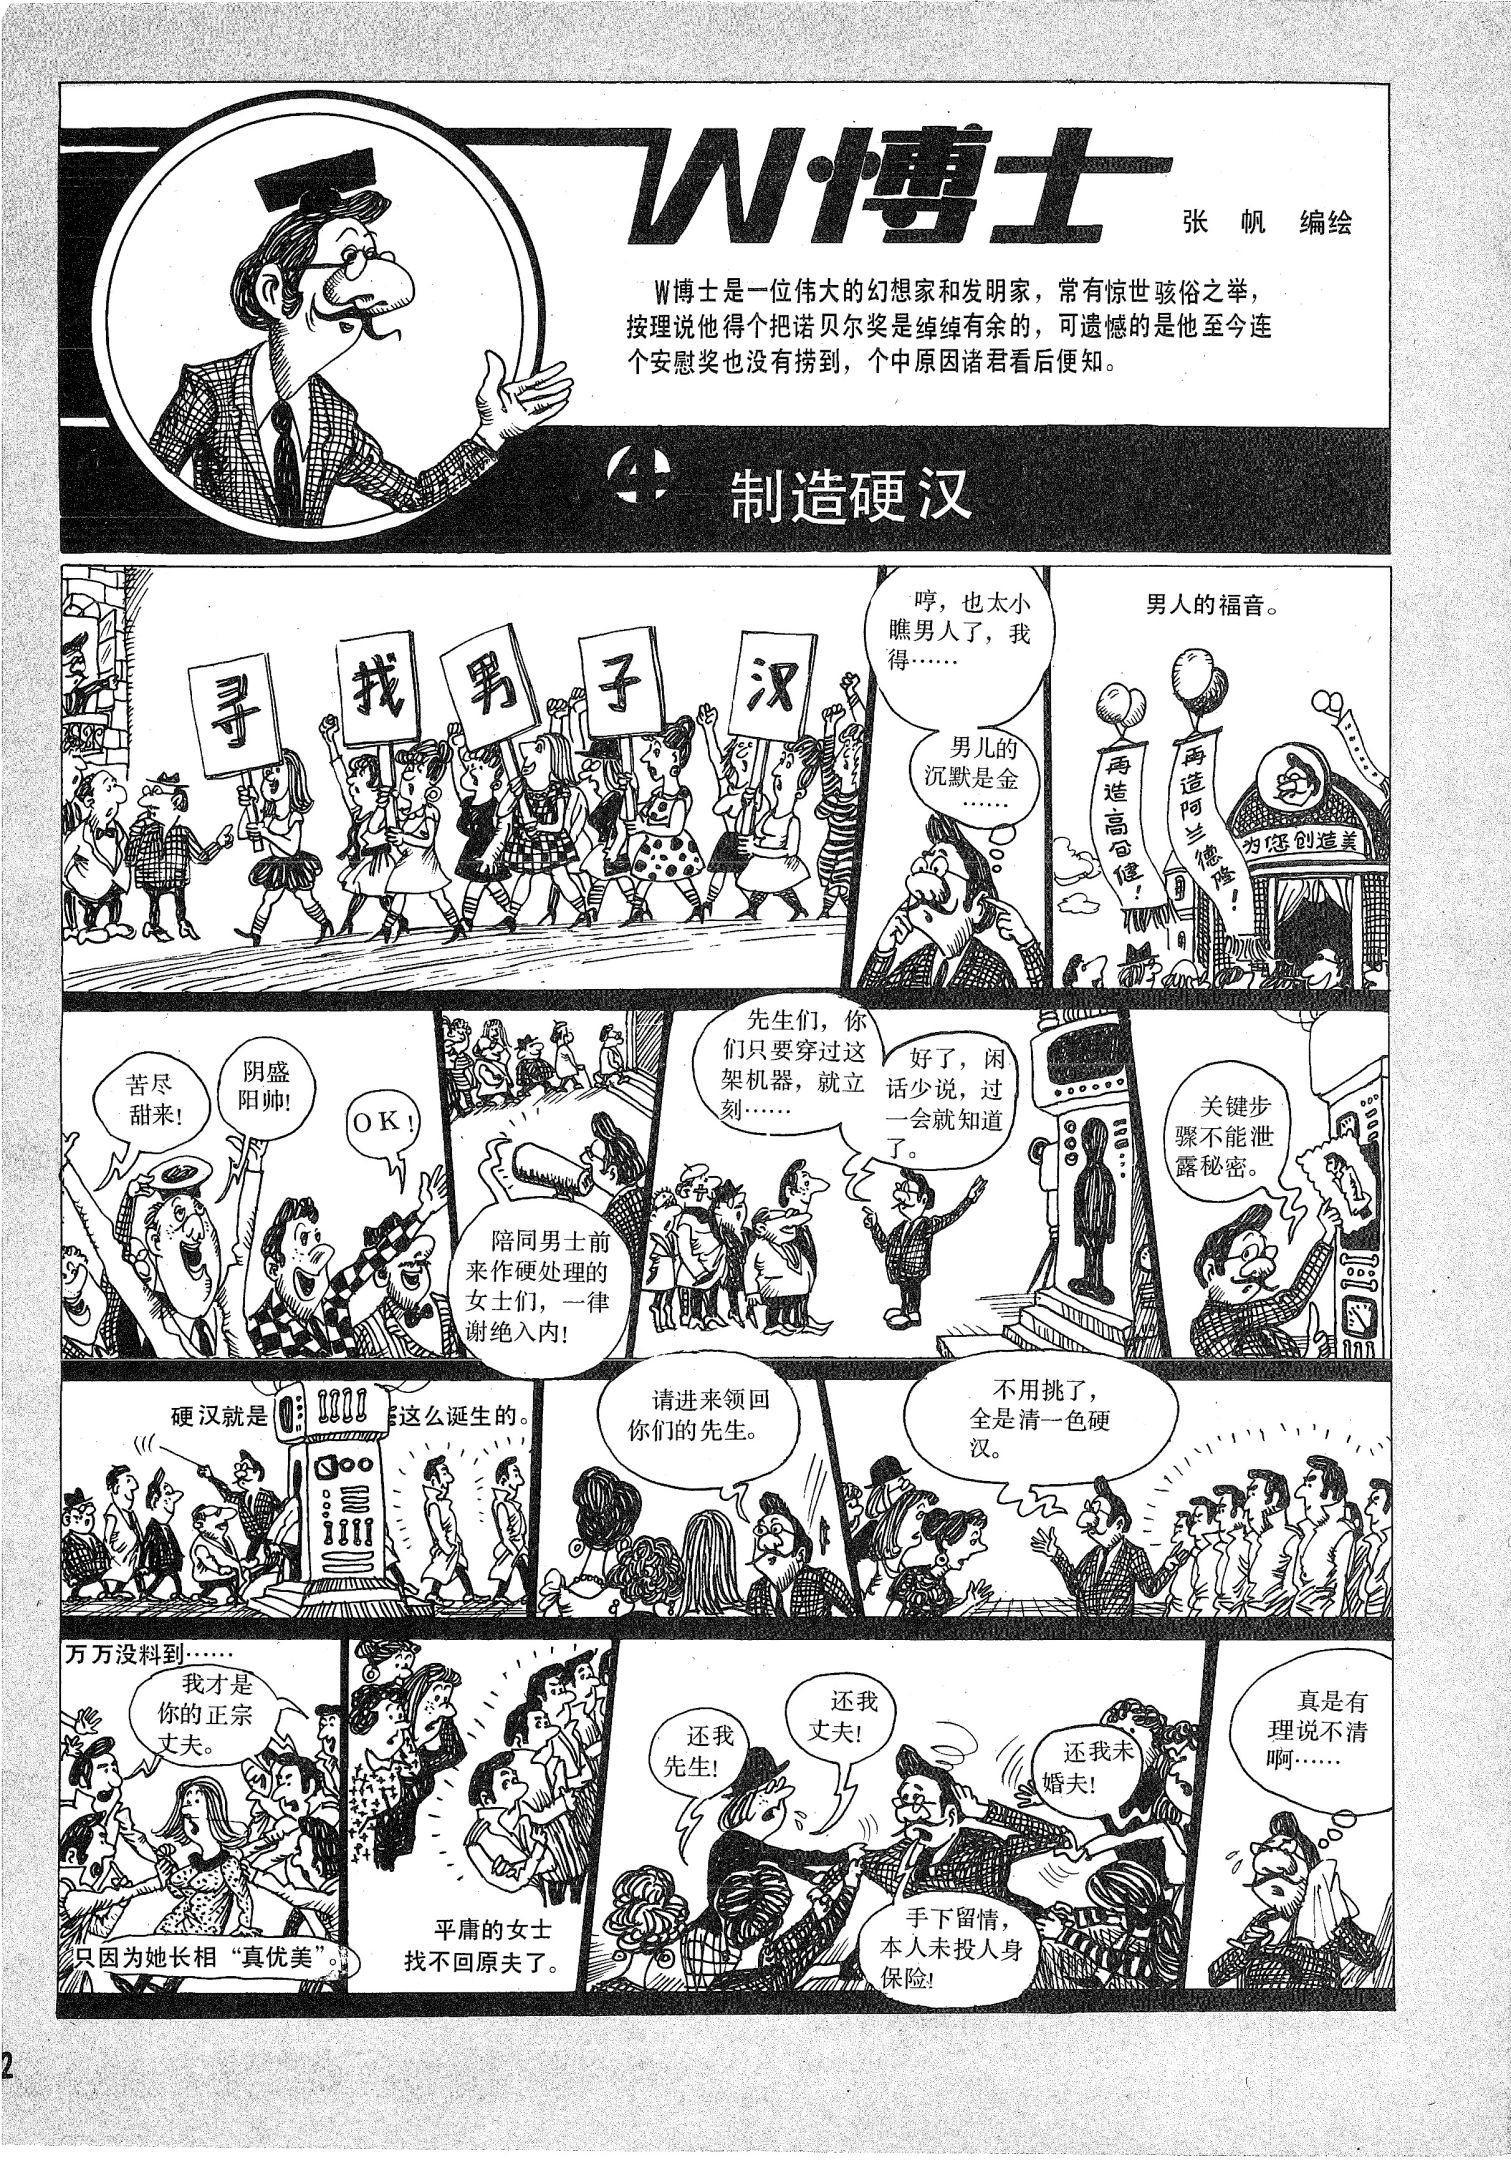 W博士
张 帆 编绘
W博士是一位伟大的幻想家和发明家，常有惊世骇俗之举，
按理说他得个把诺贝尔奖是绰绰有余的，可遗憾的是他至今连
个安慰奖也没有捞到，个中原因诸君看后便知。
4 制造硬汉
寻找男子汉
哼，也太小
瞧男人了，我
得……
男儿的
沉默是金
……
男人的福音。
再造高仓健！
再造阿兰德隆！
为您创造美
苦尽
甜来！
阴盛
阳帅！
OK！
陪同男士前
来作硬处理的
女士们，一律
谢绝入内！
先生们，你
们只要穿过这
架机器，就立
刻……
好了，闲
话少说，过
一会就知道
了。
关键步
骤不能泄
露秘密。
硬汉就是 这么诞生的。
请进来领回
你们的先生。
不用挑了，
全是清一色硬
汉。
万万没料到……
我才是
你的正宗
丈夫。
只因为她长相“真优美”。
平庸的女士
找不回原夫了。
还我
先生！
还我
丈夫！
还我未
婚夫！
手下留情，
本人未投人身
保险！
真是有
理说不清
啊……
2